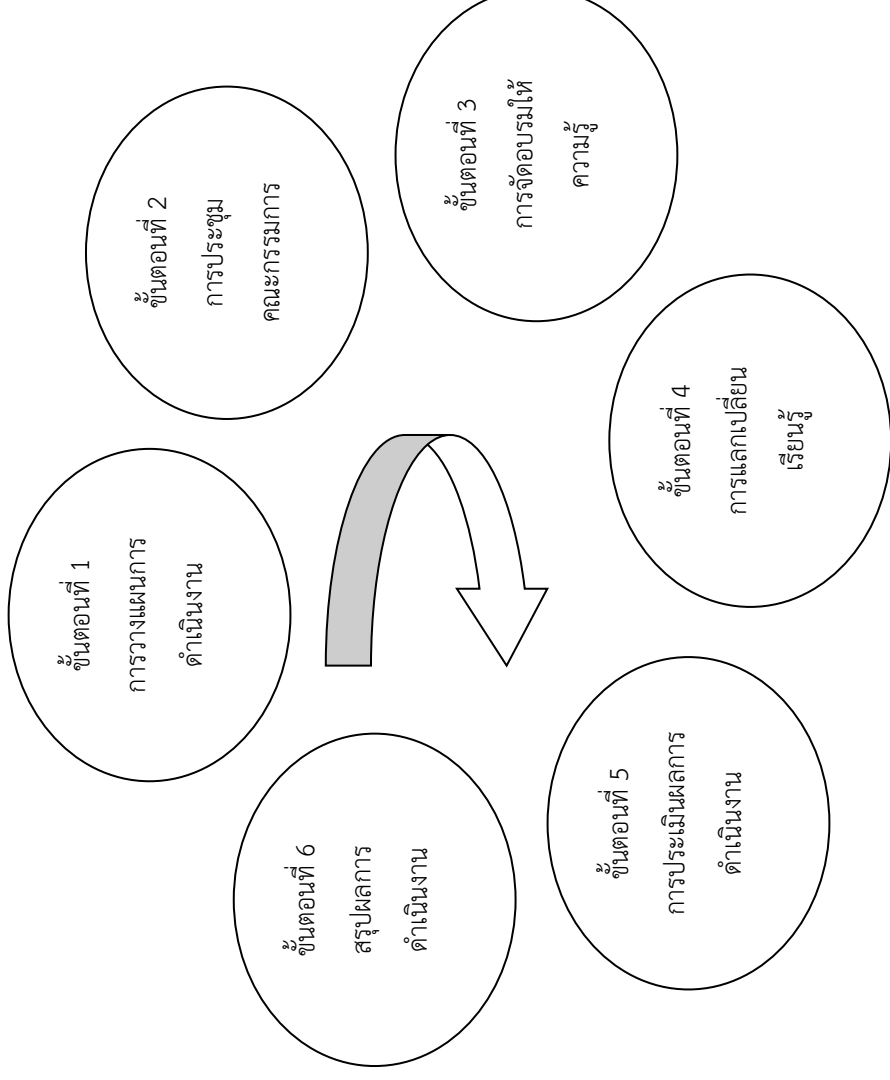 ขั้นตอนที่ 1
การวางแผนการ
ดำเนินงาน
ขั้นตอนที่ 2
การประชุม
คณะกรรมการ
ขั้นตอนที่ 3
การจัดอบรมให้
ความรู้
ขั้นตอนที่ 4
การแลกเปลี่ยน
เรียนรู้
ขั้นตอนที่ 5
การประเมินผลการ
ดำเนินงาน
ขั้นตอนที่ 6
สรุปผลการ
ดำเนินงาน